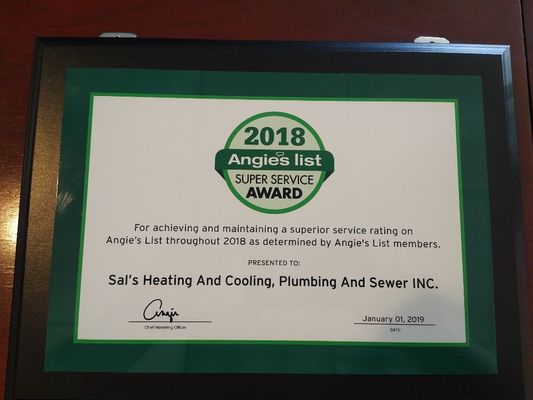 2018
Angie's list
SUPER SERVICE
AWARD
For achieving and maintaining a superior service rating on
Angie's List throughout 2018 as determined by Angie's List members.
PRESENTED TO:
Sal's Heating And Cooling, Plumbing And Sewer INC.
Angie January 01, 2019
Chief Marketing Officer DATE: